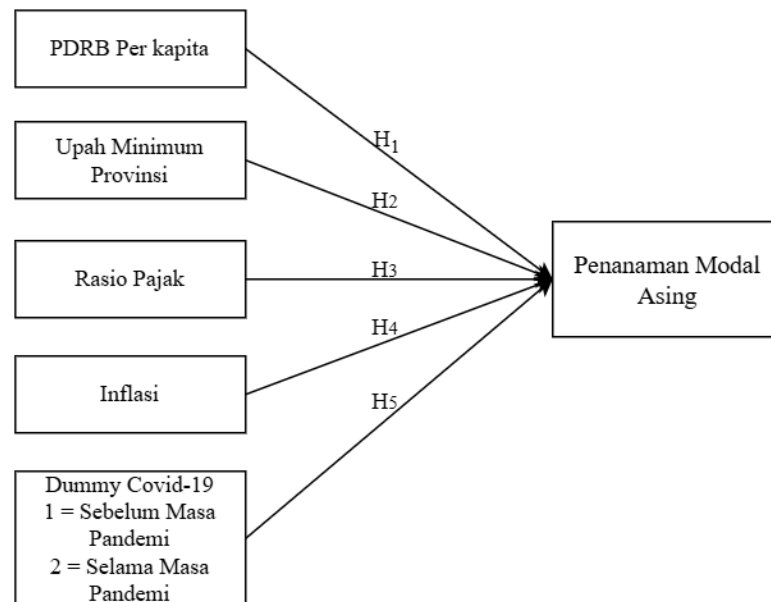 PDRB Per kapita
H1
Upah Minimum
Provinsi
H2
Rasio Pajak
H3
Penanaman Modal
Asing
H4
Inflasi
H5
Dummy Covid-19
1 = Sebelum Masa
Pandemi
2 = Selama Masa
Pandemi